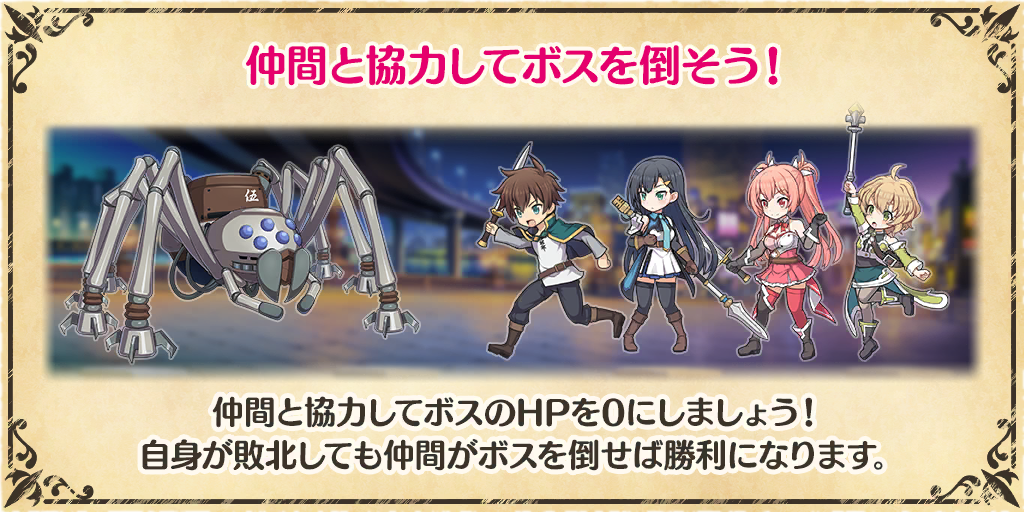 仲間と協力してボスを倒そう！
伍
仲間と協力してボスのHPを0にしましょう！
自身が敗北しても仲間がボスを倒せば勝利になります。